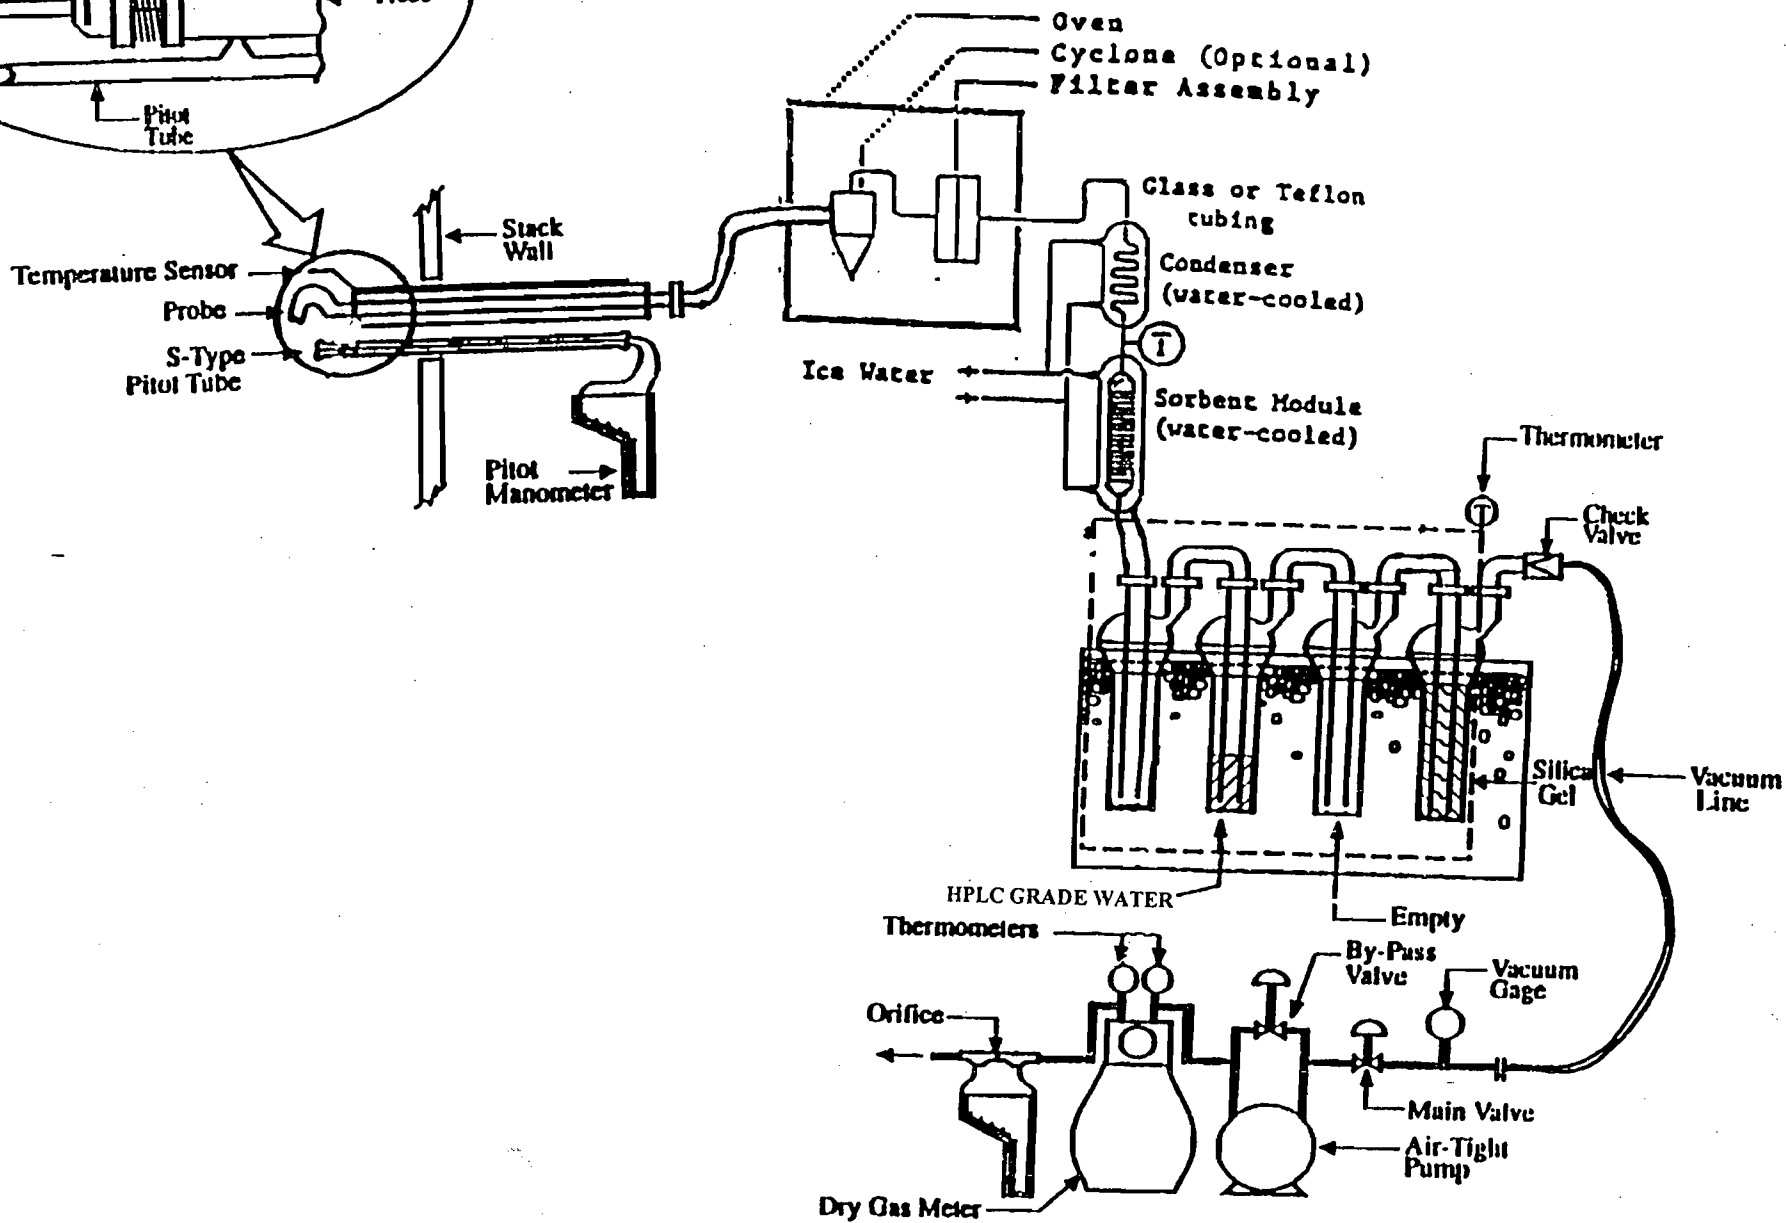 Pitot
Tube
Oven
Cyclone (Optional)
Filter Assembly
Glass or Teflon
tubing
Stack
Wall
Temperature Sensor
Probe
S-Type
Pitot Tube
Condenser
(water-cooled)
T
Ice Water
Sorbent Module
(water-cooled)
Pitot
Manometer
Thermometer
T
Check
Valve
Silica
Gel
Vacuum
Line
HPLC GRADE WATER
Empty
Thermometers
By-Pass
Valve
Vacuum
Gage
Orifice
Main Valve
Air-Tight
Pump
Dry Gas Meter